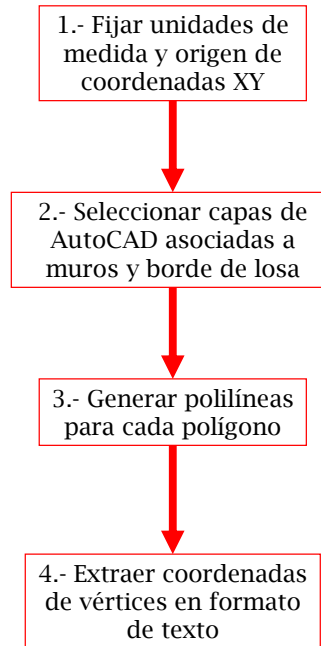 1.- Fijar unidades de
medida y origen de
coordenadas XY
2.- Seleccionar capas de
AutoCAD asociadas a
muros y borde de losa
3.- Generar polilíneas
para cada polígono
4.- Extraer coordenadas
de vértices en formato
de texto